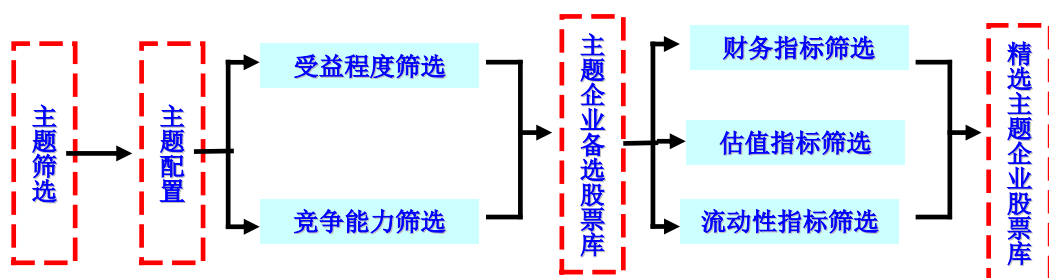 主题筛选
主题配置
受益程度筛选
竞争能力筛选
主题企业备选股票库
财务指标筛选
估值指标筛选
流动性指标筛选
精选主题企业股票库